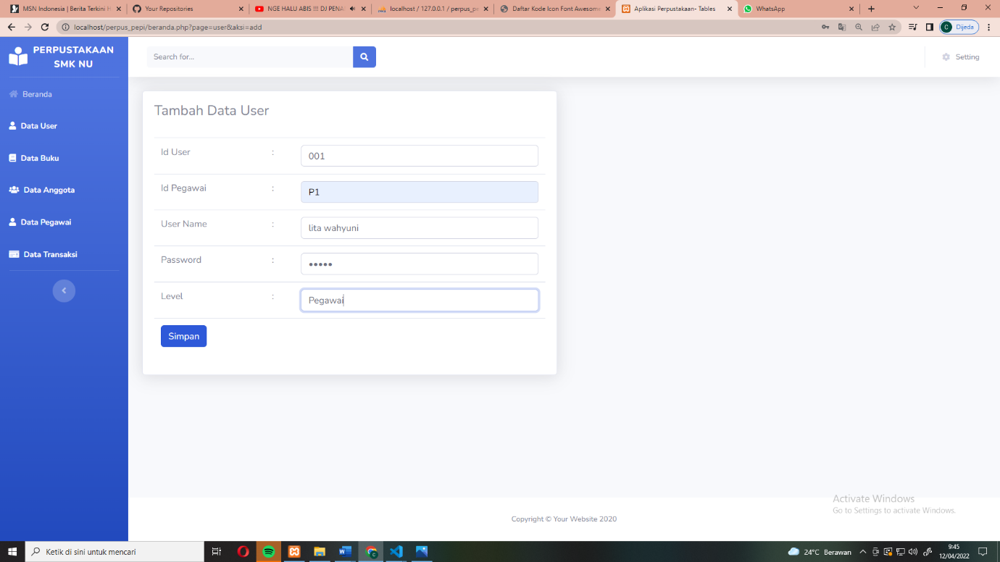 MSN Indonesia | Berita Terkini H
Your Repositories
NGE HALU ABIS !!! DJ PENA
localhost / 127.0.0.1 / perpus_pe
Daftar Kode Icon Font Awesome
Aplikasi Perpustakaan- Tables
WhatsApp
localhost/perpus_pepi/beranda.php?page=user&aksi=add
C Dijeda
PERPUSTAKAAN
SMK NU
Search for...
Setting
Beranda
Data User
Data Buku
Data Anggota
Data Pegawai
Data Transaksi
Tambah Data User
Id User : 001
Id Pegawai : P1
User Name : lita wahyuni
Password : •••••
Level : Pegawai
Simpan
Activate Windows
Go to Settings to activate Windows.
Copyright © Your Website 2020
Ketik di sini untuk mencari
24°C Berawan
9:45
12/04/2022